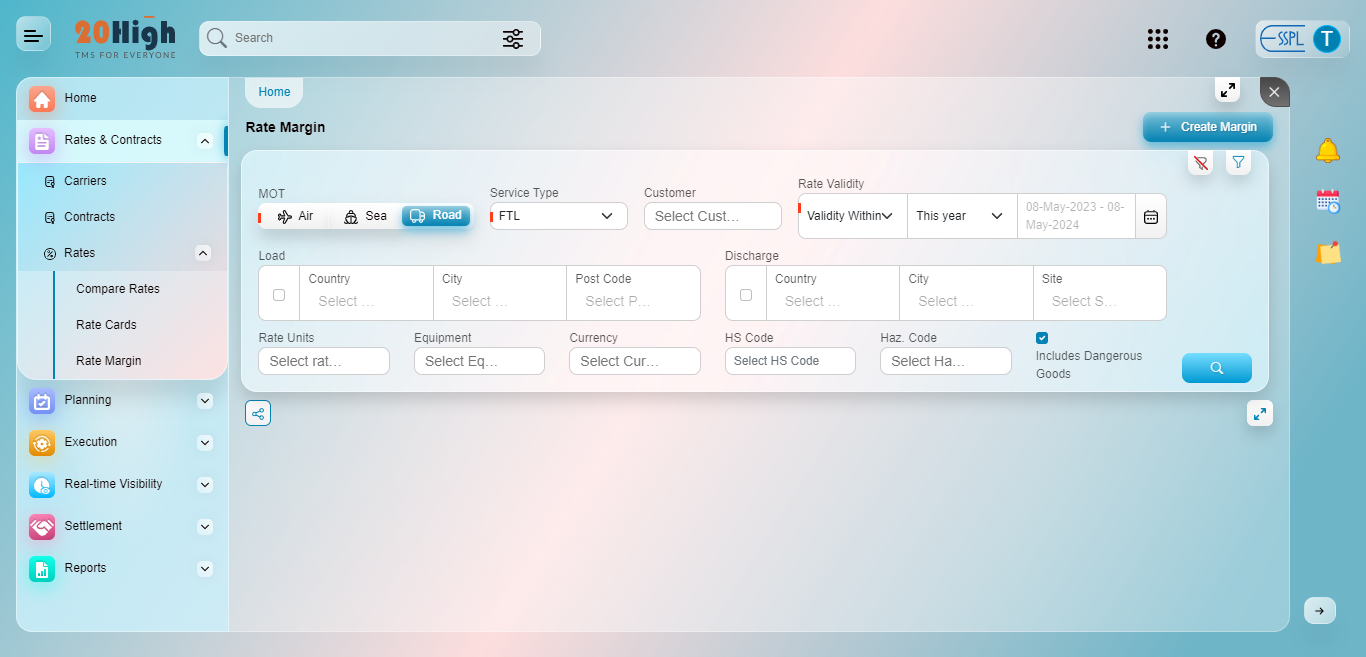 20High
TMS FOR EVERYONE
Search
SSPL
T
Home
Rates & Contracts
Carriers
Contracts
Rates
Compare Rates
Rate Cards
Rate Margin
Planning
Execution
Real-time Visibility
Settlement
Reports
Home
Rate Margin
Create Margin
MOT
Air
Sea
Road
Service Type
FTL
Customer
Select Cust...
Rate Validity
Validity Within
This year
08-May-2023 - 08-
May-2024
Load
Country
Select ...
City
Select ...
Post Code
Select P...
Discharge
Country
Select ...
City
Select ...
Site
Select S...
Rate Units
Select rat...
Equipment
Select Eq...
Currency
Select Cur...
HS Code
Select HS Code
Haz. Code
Select Ha...
Includes Dangerous
Goods